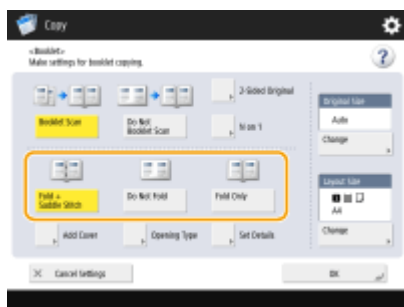 Copy
<Booklet>
Make settings for booklet copying.
?
Booklet Scan
Do Not
Booklet Scan
2-Sided Original
N on 1
Original Size
Auto
Change
Fold +
Saddle Stitch
Do Not Fold
Fold Only
Layout Size
A4
Change
Add Cover
Opening Type
Set Details
× Cancel Settings
OK